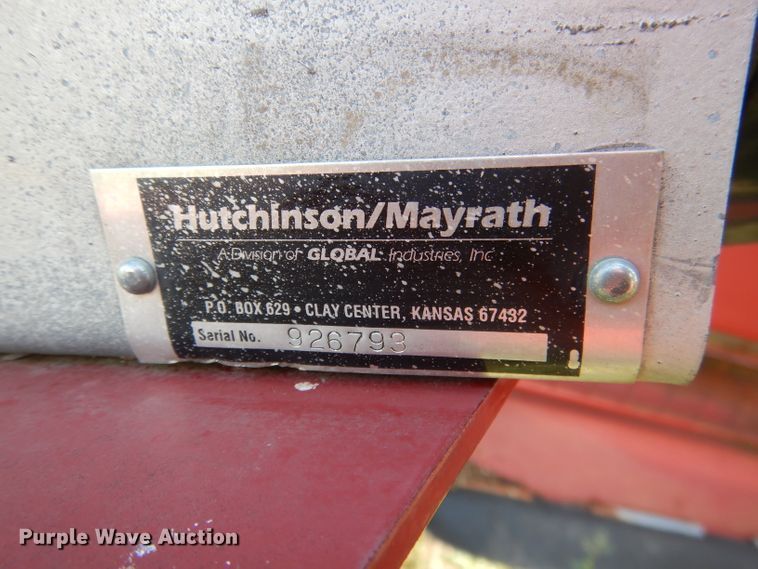 Hutchinson/Mayrath
A Division of GLOBAL Industries, Inc
P.O. BOX 629 • CLAY CENTER, KANSAS 67432
Serial No. 926793
Purple Wave Auction